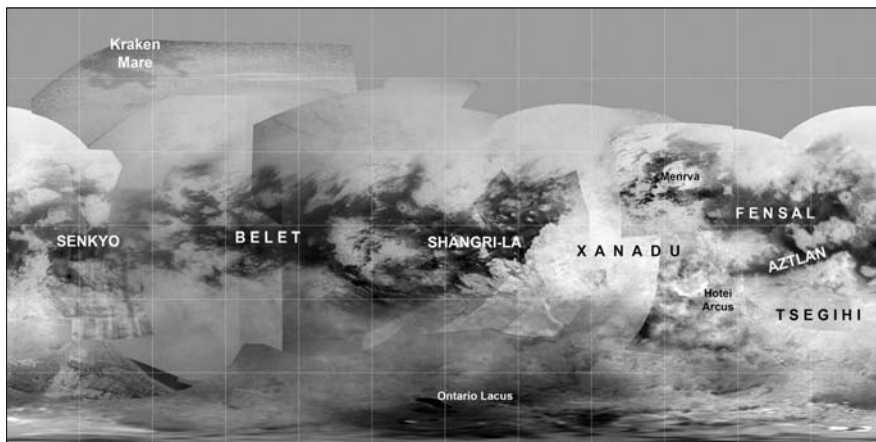 Kraken
Mare
Menrva
FENSAL
SENKYO
BELET
SHANGRI-LA
XANADU
AZTLAN
Hotei
Arcus
TSEGIHI
Ontario Lacus